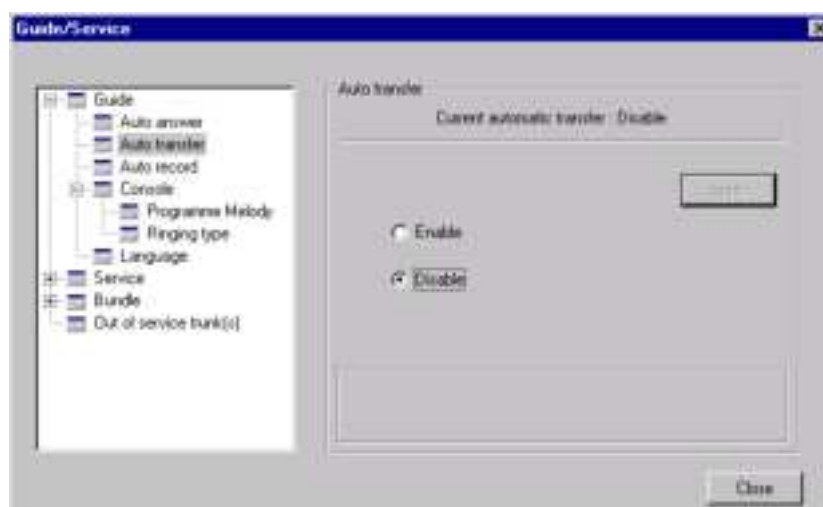 Guide/Service
Guide
Auto answer
Auto transfer
Auto record
Console
Programme Melody
Ringing type
Language
Service
Bundle
Out of service trunk(s)
Auto transfer
Current automatic transfer : Disable
Enable
Disable
Close